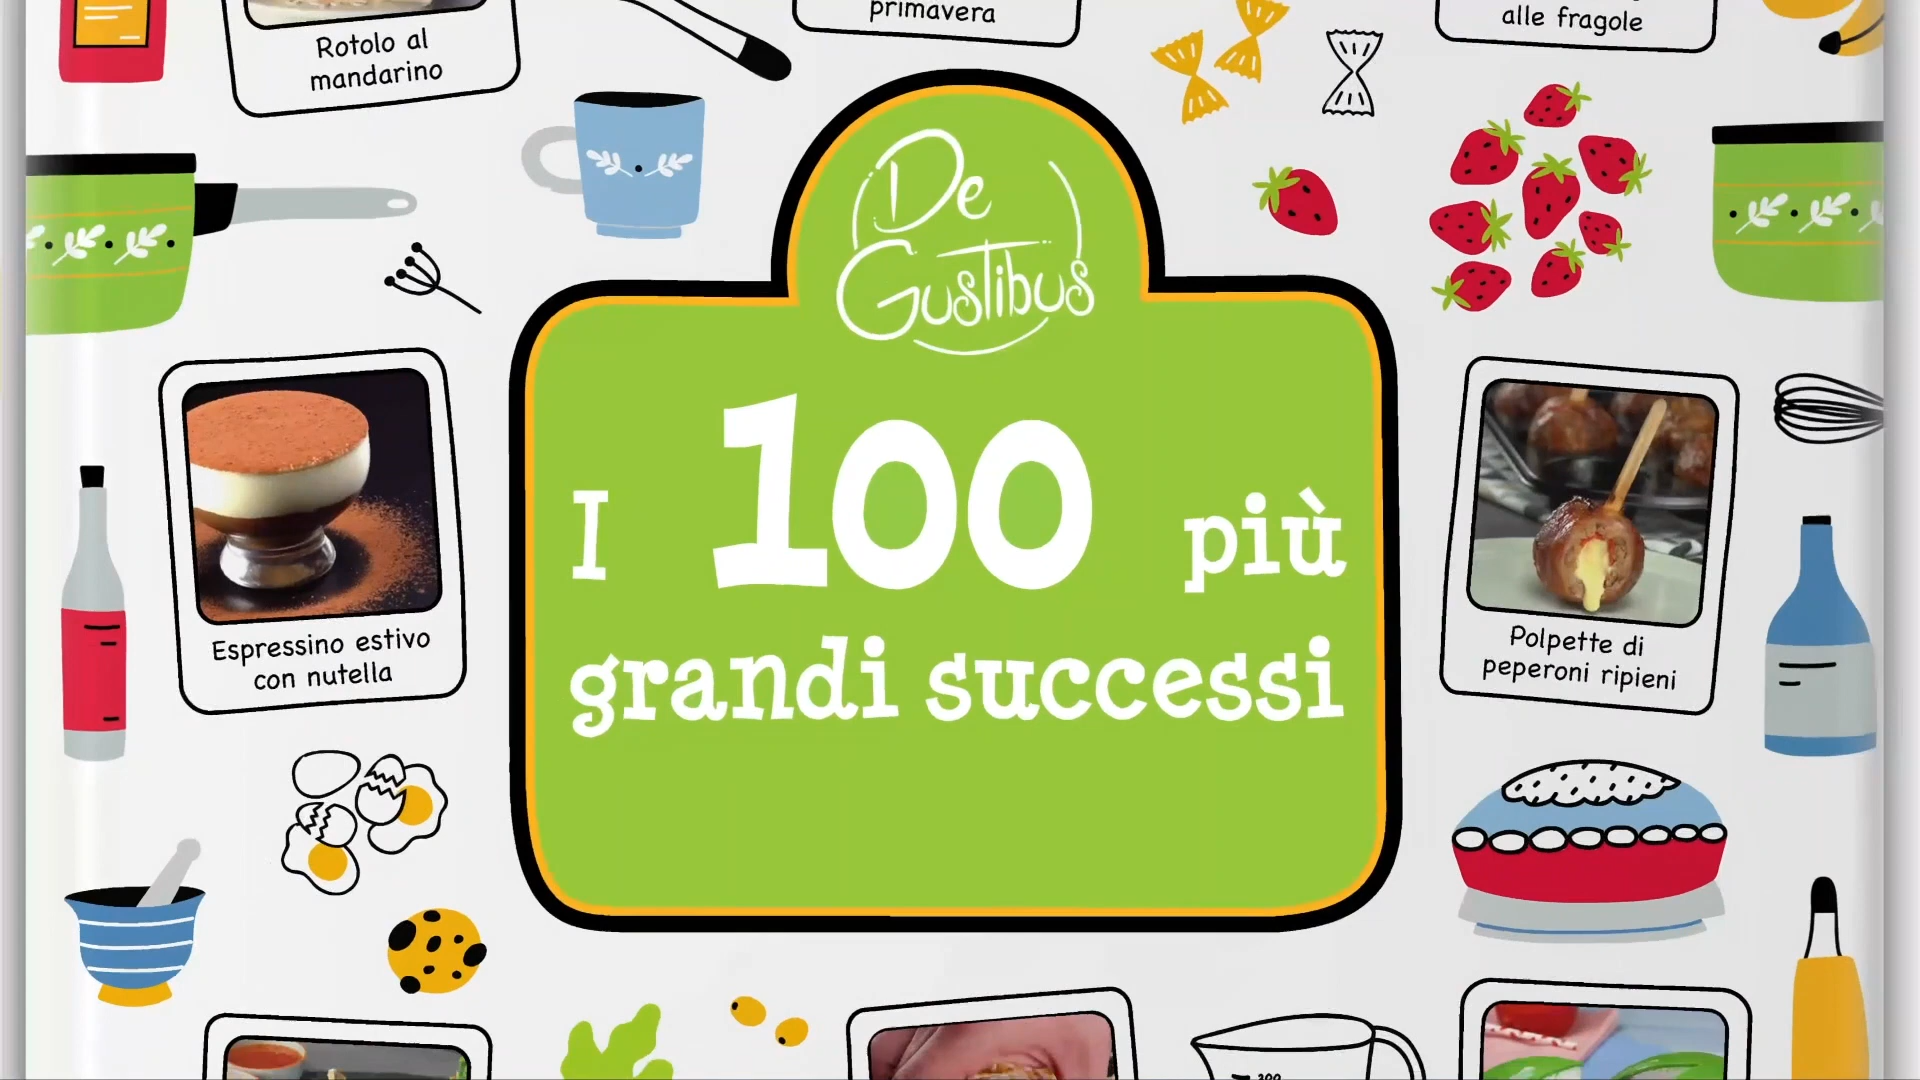 Rotolo al
mandarino
primavera
alle fragole
De
Gustibus
I 100 più
grandi successi
Espressino estivo
con nutella
Polpette di
peperoni ripieni
300